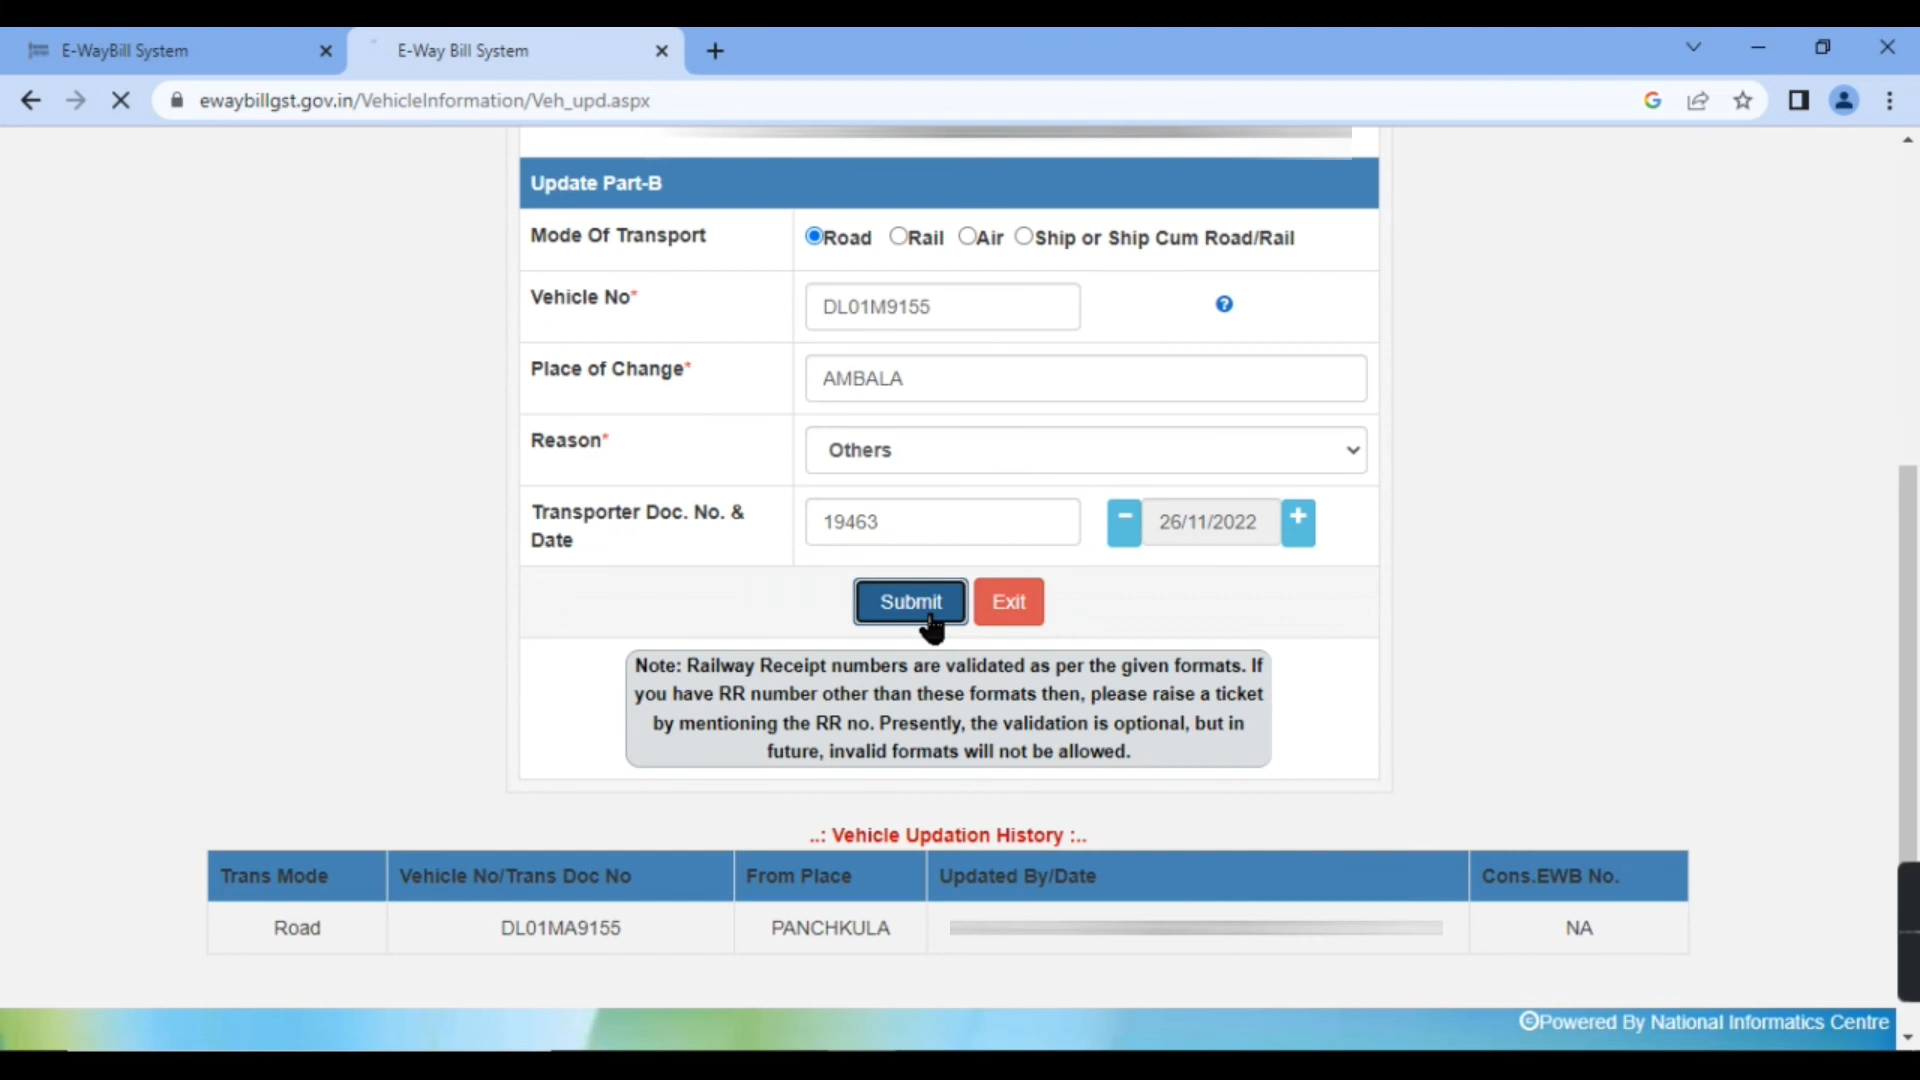 E-WayBill System
E-Way Bill System
ewaybillgst.gov.in/VehicleInformation/Veh_upd.aspx
Update Part-B
Mode Of Transport
Road Rail Air Ship or Ship Cum Road/Rail
Vehicle No*
DL01M9155
Place of Change*
AMBALA
Reason*
Others
Transporter Doc. No. &
Date
19463
26/11/2022
Submit
Exit
Note: Railway Receipt numbers are validated as per the given formats. If
you have RR number other than these formats then, please raise a ticket
by mentioning the RR no. Presently, the validation is optional, but in
future, invalid formats will not be allowed.
..: Vehicle Updation History :..
Trans Mode Vehicle No/Trans Doc No From Place Updated By/Date Cons.EWB No.
Road DL01MA9155 PANCHKULA NA
©Powered By National Informatics Centre